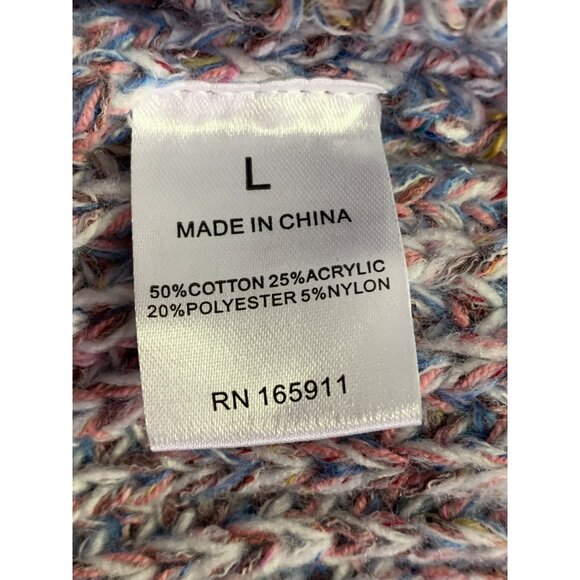 L
MADE IN CHINA
50%COTTON 25%ACRYLIC
20%POLYESTER 5%NYLON
RN 165911